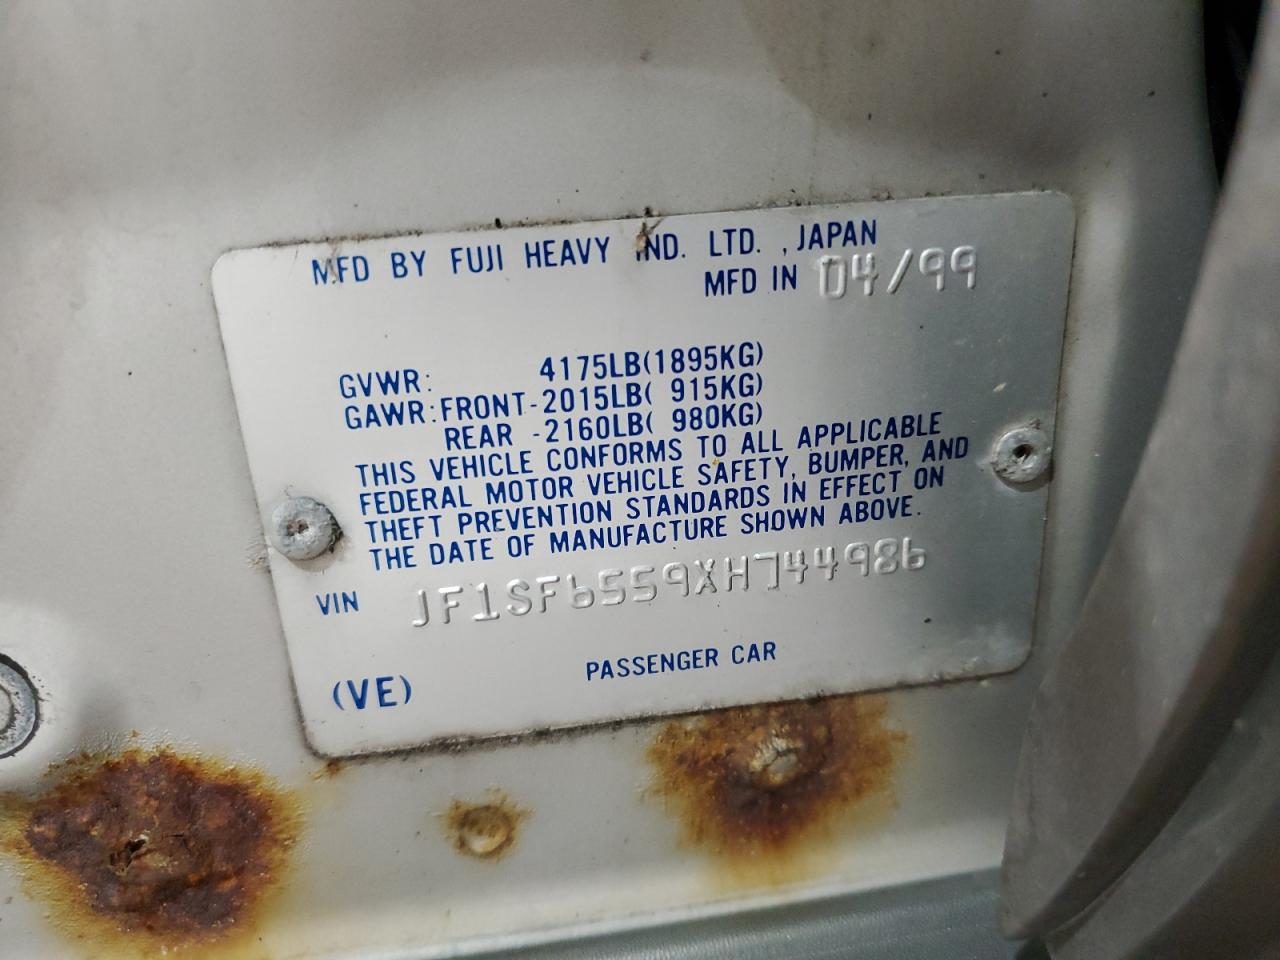 MFD BY FUJI HEAVY IND. LTD. , JAPAN
MFD IN 04/99
GVWR: 4175LB(1895KG)
GAWR:FRONT-2015LB( 915KG)
REAR -2160LB( 980KG)
THIS VEHICLE CONFORMS TO ALL APPLICABLE
FEDERAL MOTOR VEHICLE SAFETY, BUMPER, AND
THEFT PREVENTION STANDARDS IN EFFECT ON
THE DATE OF MANUFACTURE SHOWN ABOVE.
VIN JF1SF6559XH744986
(VE) PASSENGER CAR